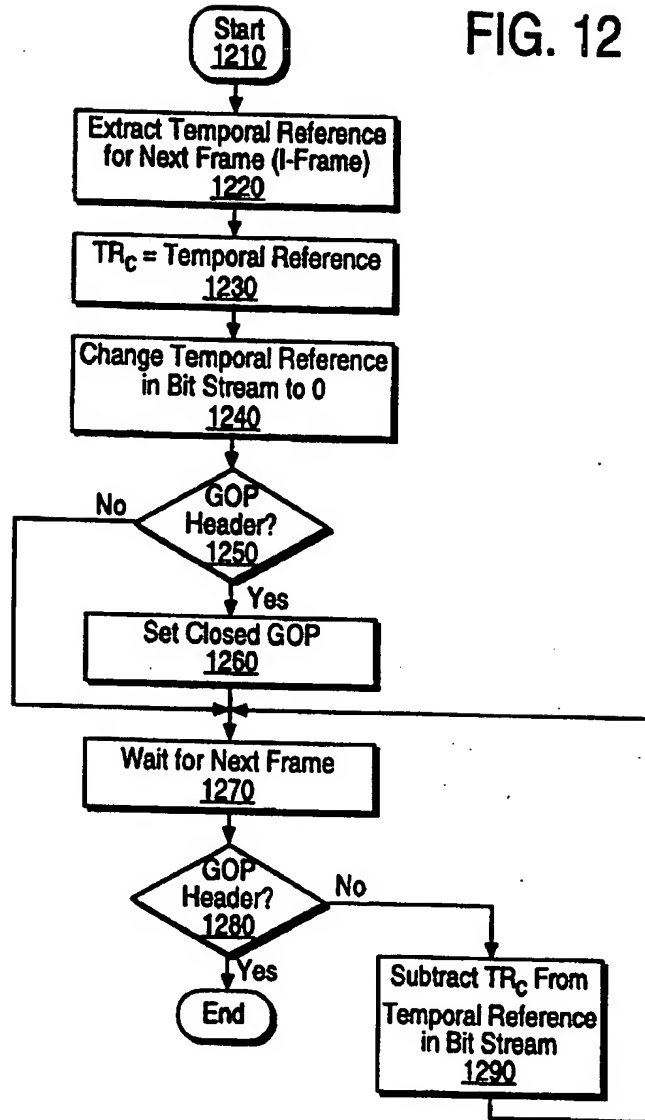 FIG. 12
Start
1210
Extract Temporal Reference
for Next Frame (I-Frame)
1220
TRC = Temporal Reference
1230
Change Temporal Reference
in Bit Stream to 0
1240
GOP
Header?
1250
No
Yes
Set Closed GOP
1260
Wait for Next Frame
1270
GOP
Header?
1280
No
Yes
End
Subtract TRC From
Temporal Reference
in Bit Stream
1290